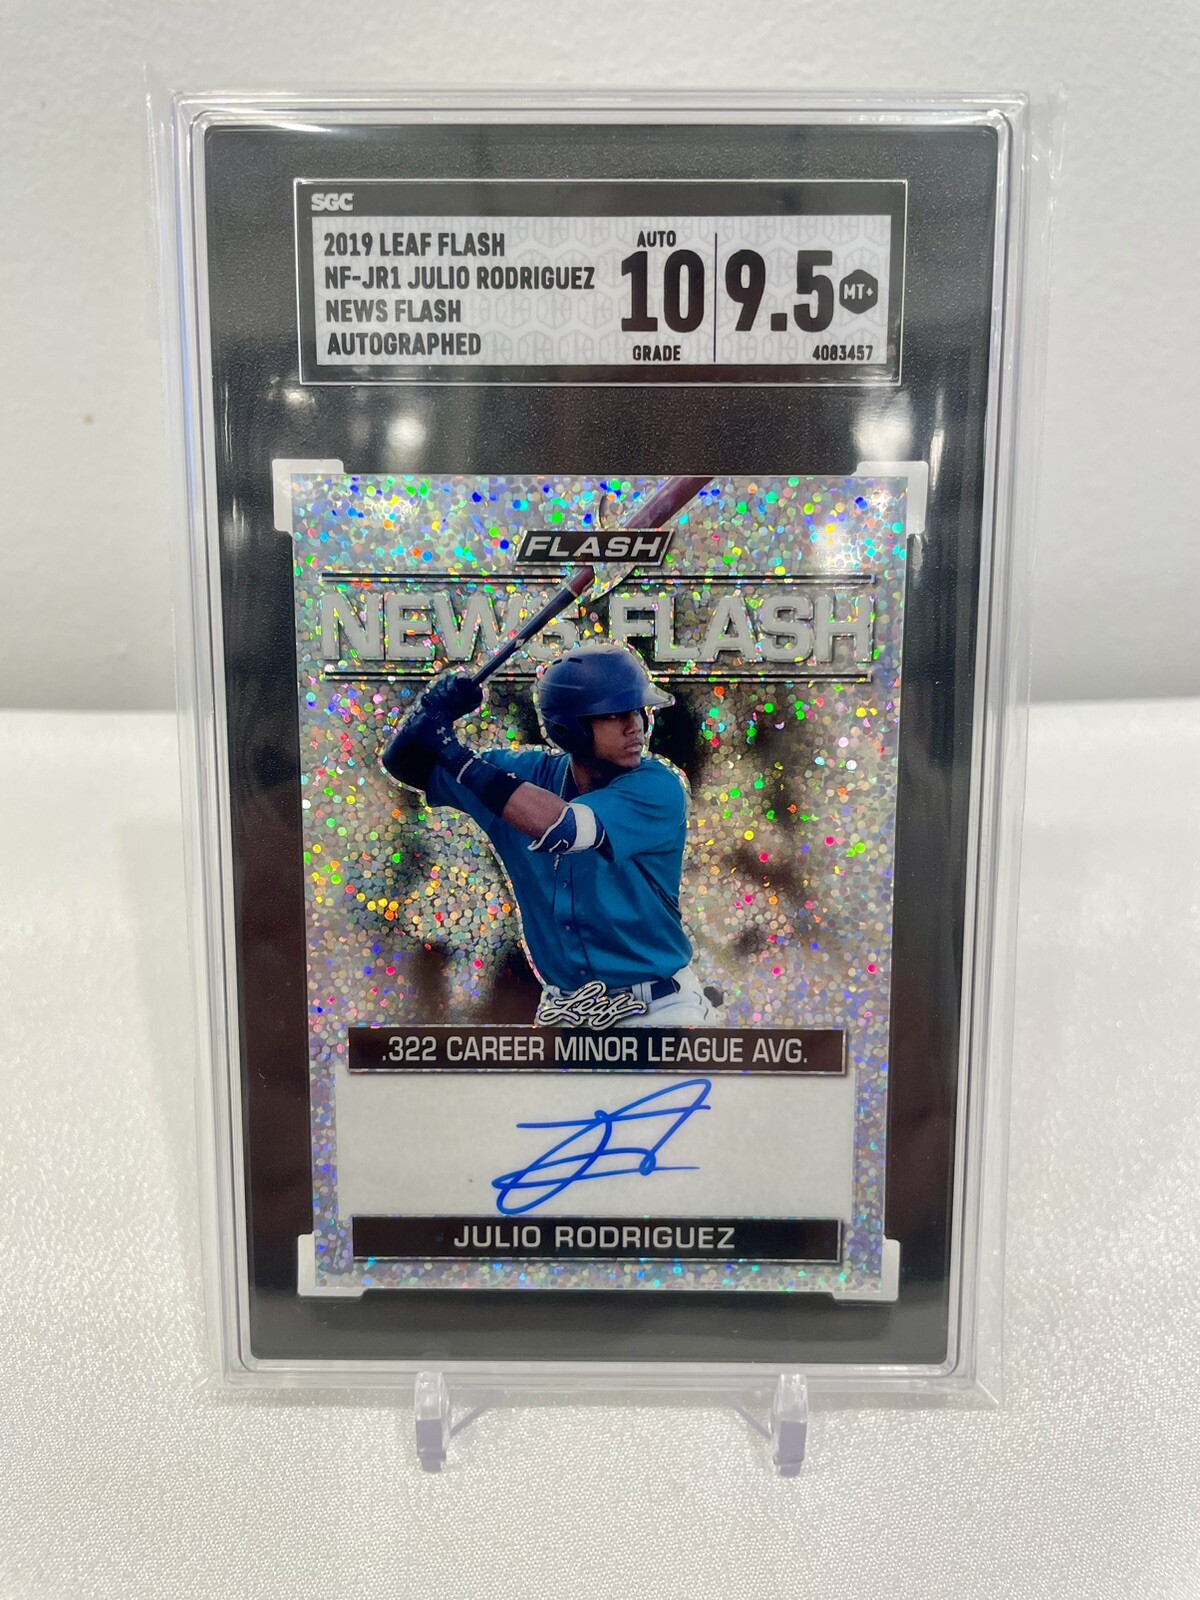 SGC
2019 LEAF FLASH
NF-JR1 JULIO RODRIGUEZ
NEWS FLASH
AUTOGRAPHED
AUTO
10
GRADE
9.5
MT+
4083457
FLASH
NEWS FLASH
Leaf
.322 CAREER MINOR LEAGUE AVG.
JULIO RODRIGUEZ